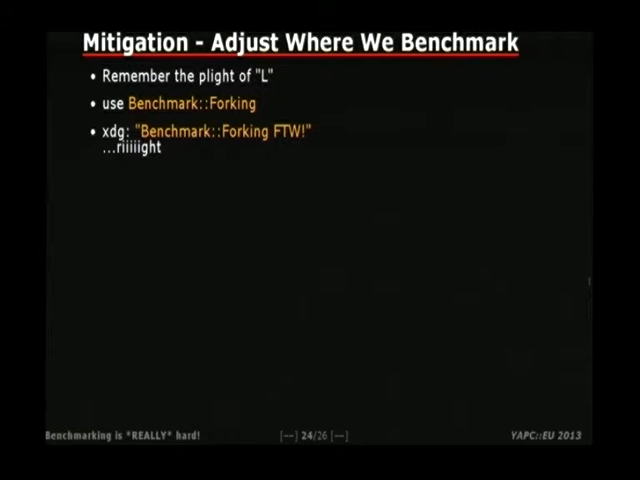 Mitigation - Adjust Where We Benchmark
• Remember the plight of "L"
• use Benchmark::Forking
• xdg: "Benchmark::Forking FTW!"
...riiiiight
Benchmarking is *REALLY* hard!
[--] 24/26 [--]
YAPC::EU 2013